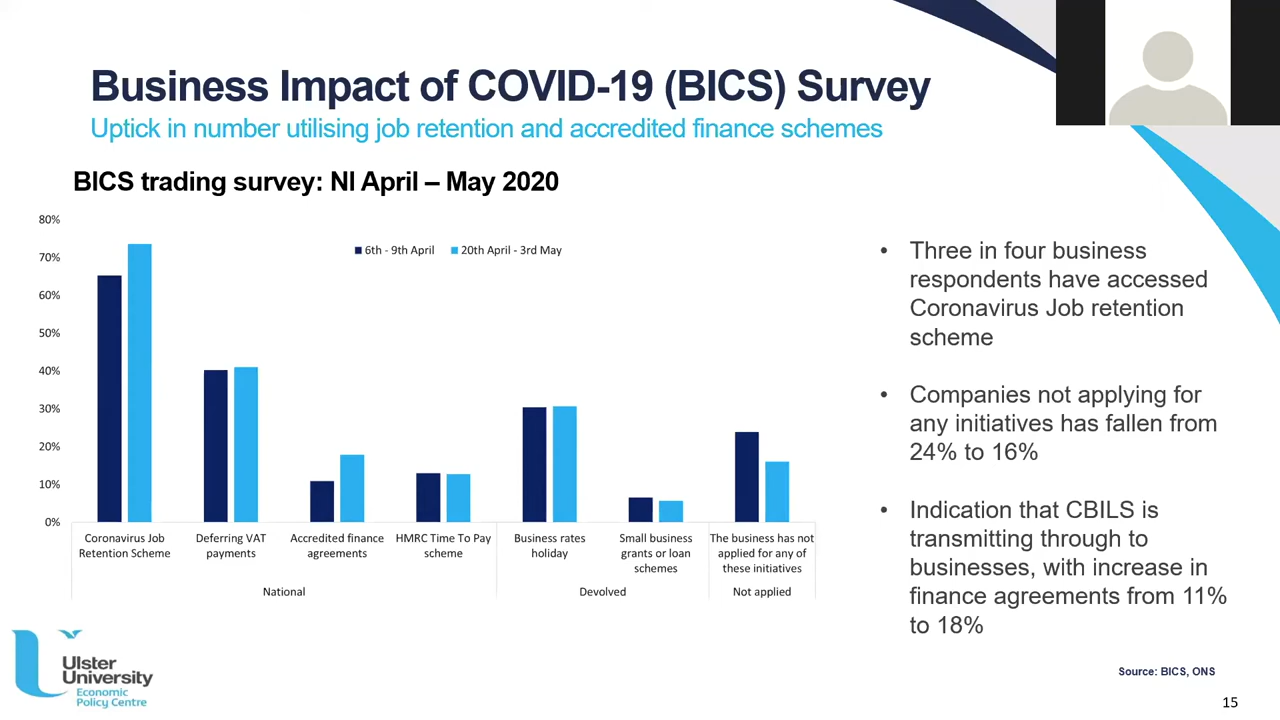 Business Impact of COVID-19 (BICS) Survey
Uptick in number utilising job retention and accredited finance schemes
BICS trading survey: NI April – May 2020
80%
70%
60%
50%
40%
30%
20%
10%
0%
6th - 9th April
20th April - 3rd May
Coronavirus Job
Retention Scheme
Deferring VAT
payments
Accredited finance
agreements
HMRC Time To Pay
scheme
Business rates
holiday
Small business
grants or loan
schemes
The business has not
applied for any of
these initiatives
National
Devolved
Not applied
• Three in four business
respondents have accessed
Coronavirus Job retention
scheme
• Companies not applying for
any initiatives has fallen from
24% to 16%
• Indication that CBILS is
transmitting through to
businesses, with increase in
finance agreements from 11%
to 18%
Ulster
University
Economic
Policy Centre
Source: BICS, ONS
15